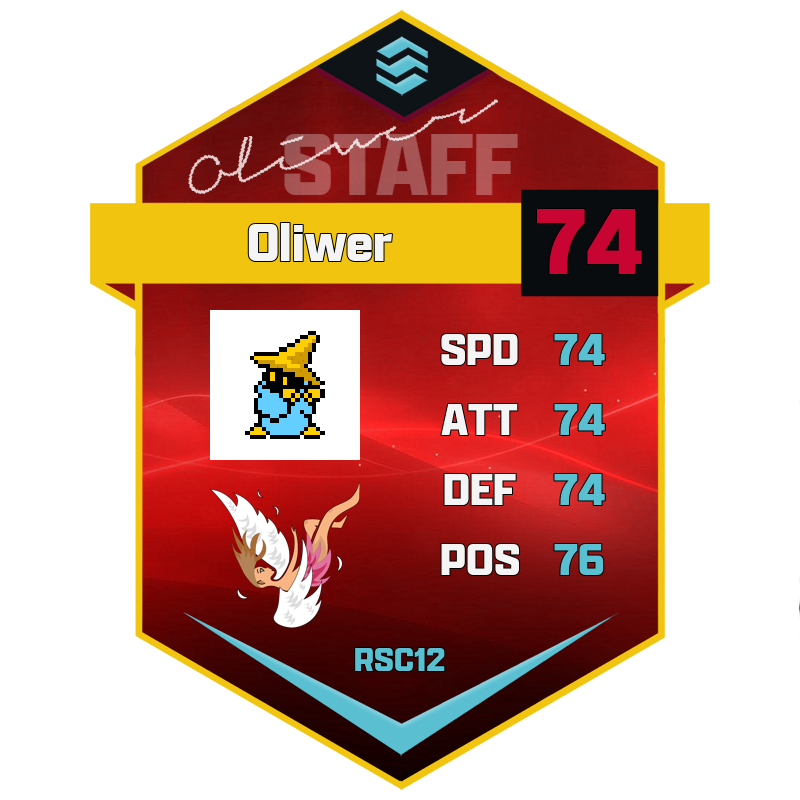 Oliwer
STAFF
Oliwer 74
SPD 74
ATT 74
DEF 74
POS 76
RSC12